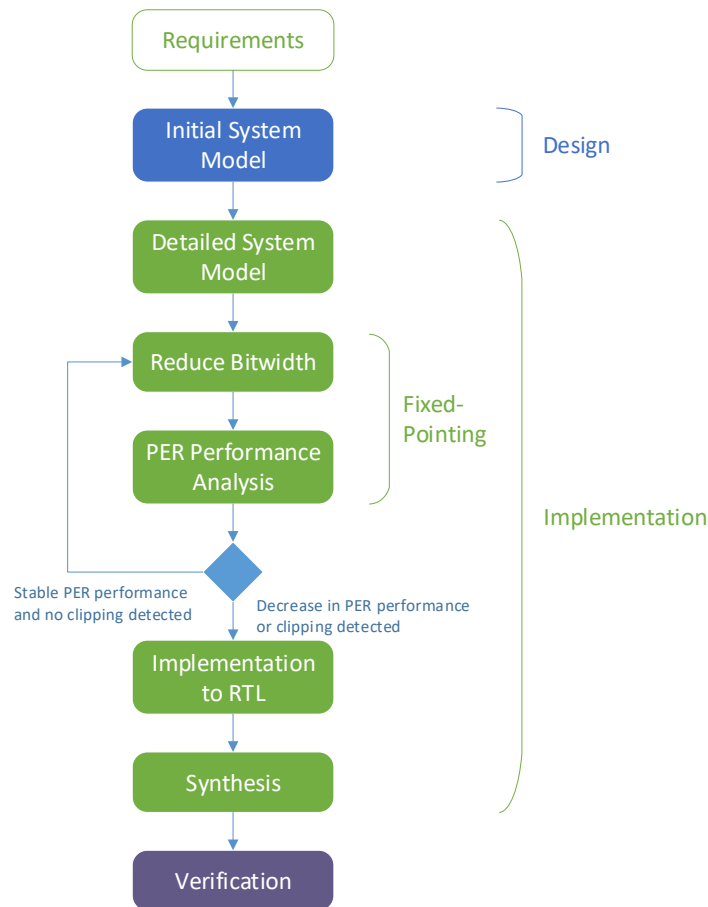 Requirements
Initial System
Model
Design
Detailed System
Model
Reduce Bitwidth
Fixed-
Pointing
PER Performance
Analysis
Implementation
Stable PER performance
and no clipping detected
Decrease in PER performance
or clipping detected
Implementation
to RTL
Synthesis
Verification